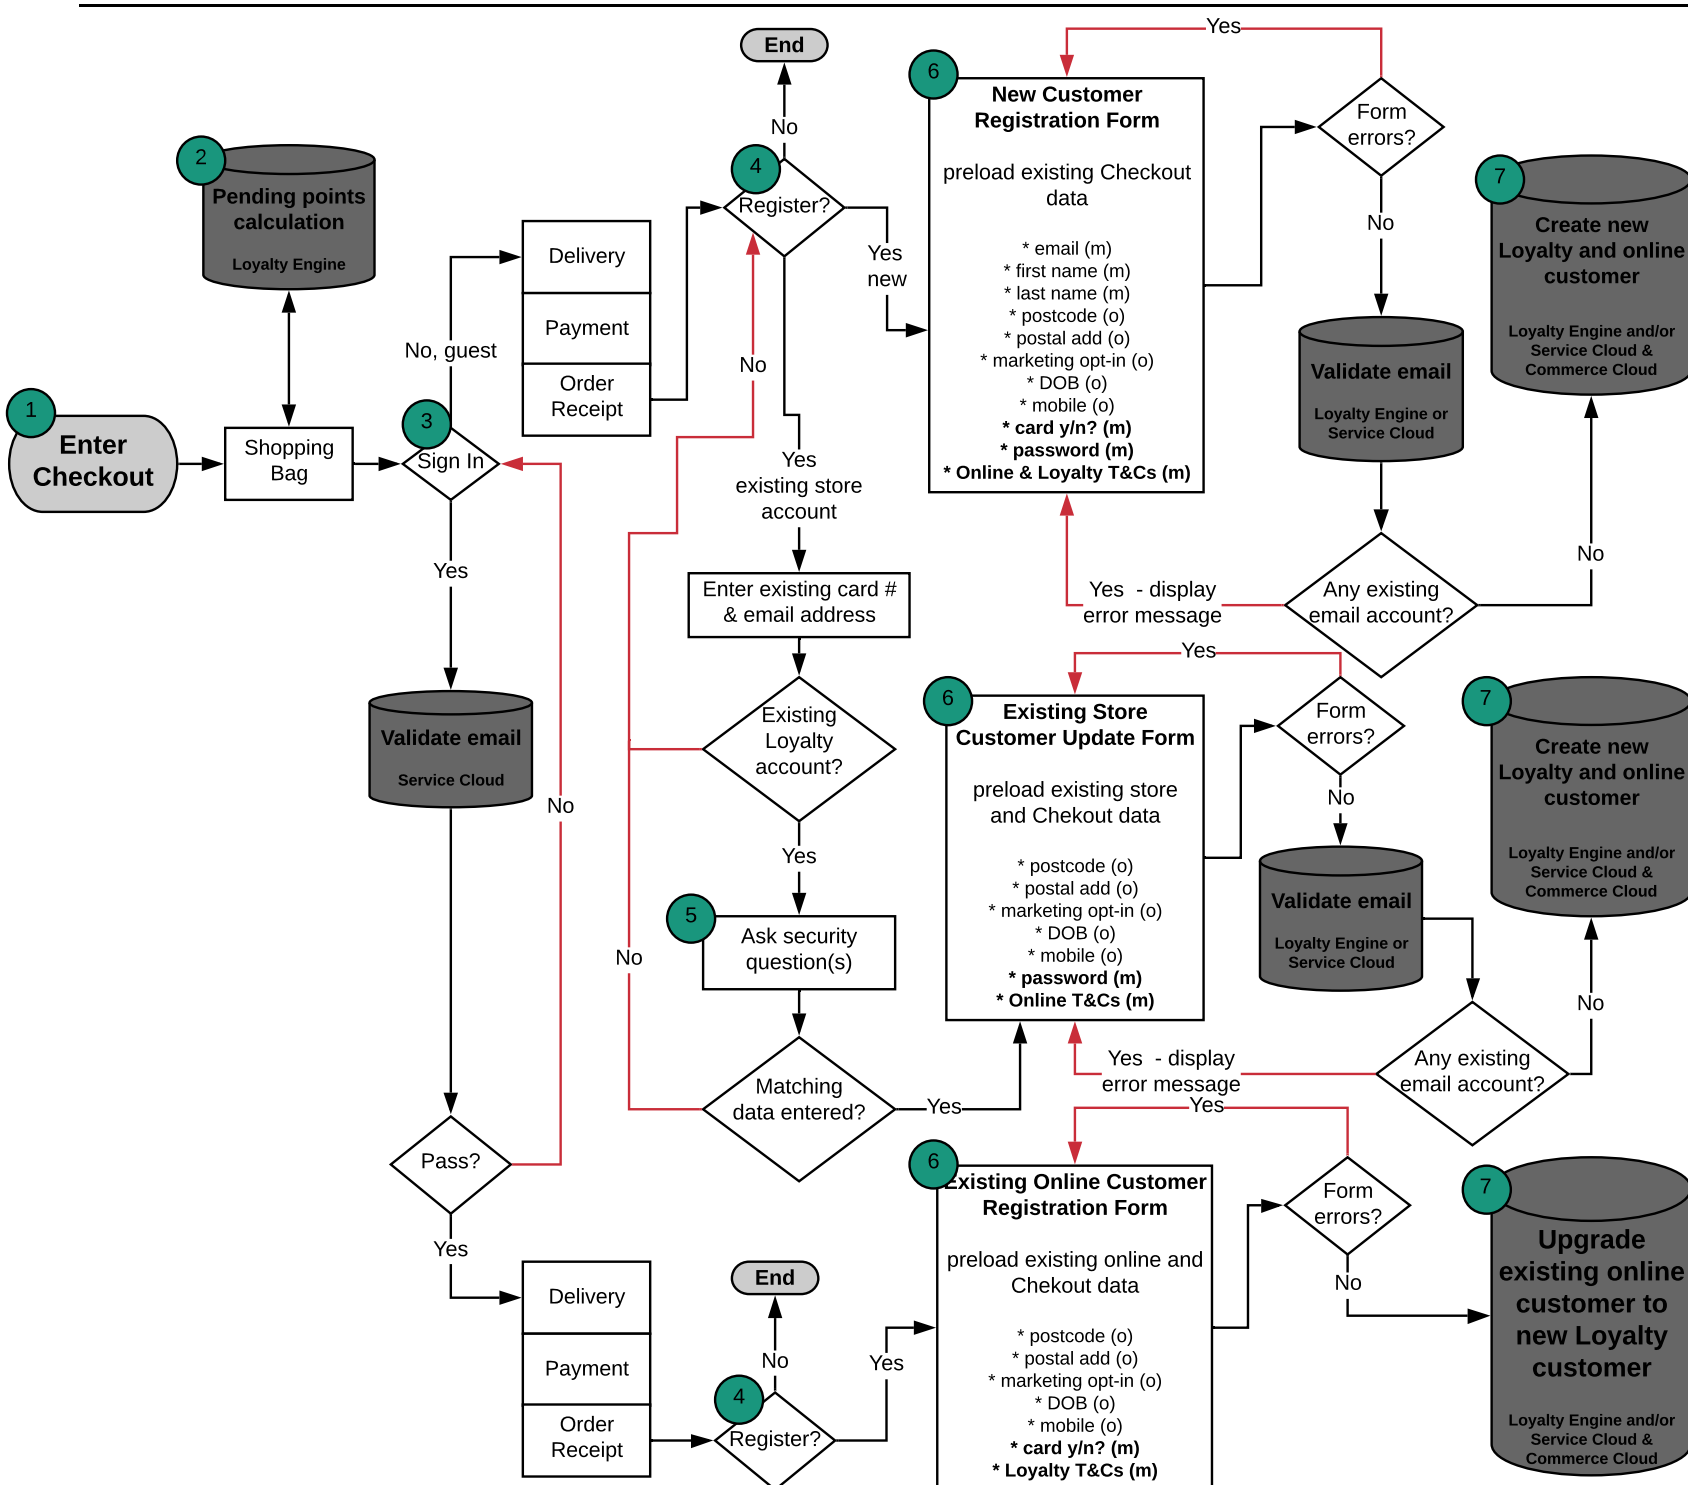 1
Enter
Checkout
2
Pending points
calculation
Loyalty Engine
Shopping
Bag
3
Sign In
No, guest
Delivery
Payment
Order
Receipt
Yes
Validate email
Service Cloud
Pass?
No
Yes
Delivery
Payment
Order
Receipt
End
No
4
Register?
Yes
new
No
Yes
existing store
account
Enter existing card #
& email address
Existing
Loyalty
account?
Yes
5
Ask security
question(s)
No
Matching
data entered?
Yes
End
No
4
Register?
Yes
6
New Customer
Registration Form
preload existing Checkout
data
* email (m)
* first name (m)
* last name (m)
* postcode (o)
* postal add (o)
* marketing opt-in (o)
* DOB (o)
* mobile (o)
* card y/n? (m)
* password (m)
* Online & Loyalty T&Cs (m)
Yes
Form
errors?
No
Validate email
Loyalty Engine or
Service Cloud
Any existing
email account?
Yes  - display
error message
No
7
Create new
Loyalty and online
customer
Loyalty Engine and/or
Service Cloud &
Commerce Cloud
6
Existing Store
Customer Update Form
preload existing store
and Chekout data
* postcode (o)
* postal add (o)
* marketing opt-in (o)
* DOB (o)
* mobile (o)
* password (m)
* Online T&Cs (m)
Yes
Form
errors?
No
Validate email
Loyalty Engine or
Service Cloud
Any existing
email account?
Yes  - display
error message
No
7
Create new
Loyalty and online
customer
Loyalty Engine and/or
Service Cloud &
Commerce Cloud
6
Existing Online Customer
Registration Form
preload existing online and
Chekout data
* postcode (o)
* postal add (o)
* marketing opt-in (o)
* DOB (o)
* mobile (o)
* card y/n? (m)
* Loyalty T&Cs (m)
Yes
Form
errors?
No
7
Upgrade
existing online
customer to
new Loyalty
customer
Loyalty Engine and/or
Service Cloud &
Commerce Cloud